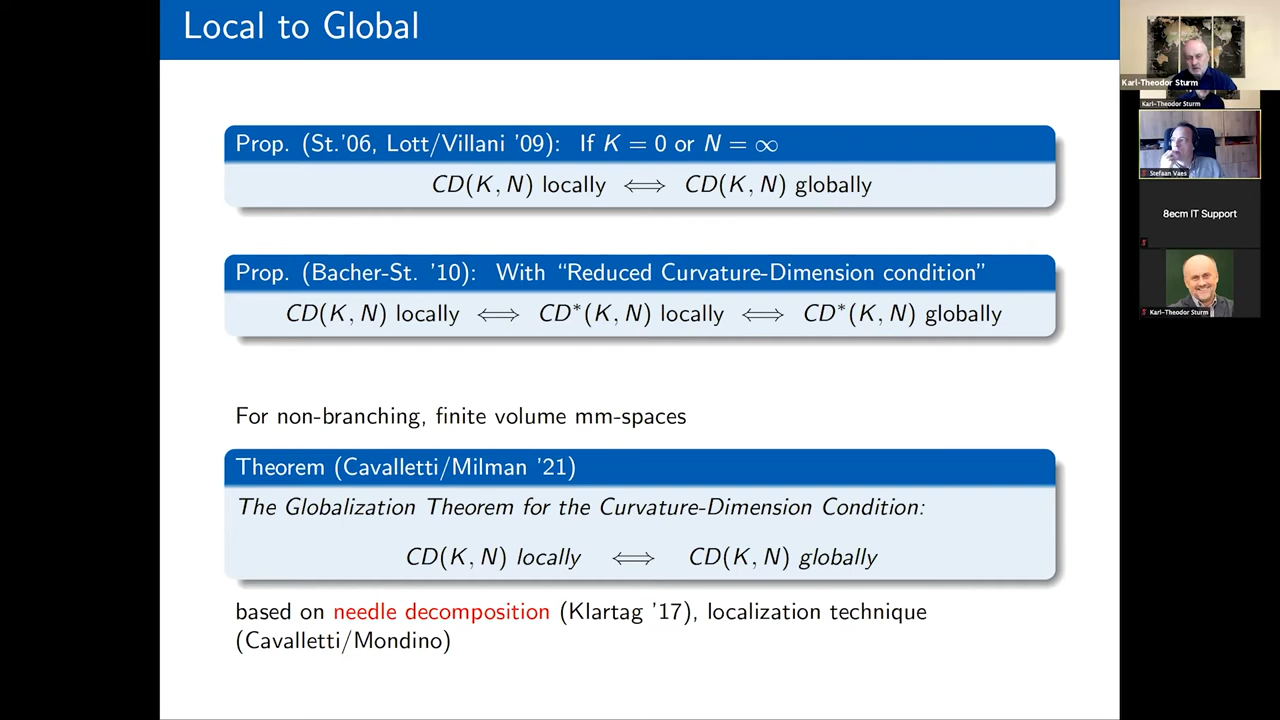 Local to Global
Prop. (St.'06, Lott/Villani '09): If K = 0 or N = ∞
CD(K, N) locally ⟺ CD(K, N) globally
Prop. (Bacher-St. '10): With “Reduced Curvature-Dimension condition”
CD(K, N) locally ⟺ CD*(K, N) locally ⟺ CD*(K, N) globally
For non-branching, finite volume mm-spaces
Theorem (Cavalletti/Milman '21)
The Globalization Theorem for the Curvature-Dimension Condition:
CD(K, N) locally ⟺ CD(K, N) globally
based on needle decomposition (Klartag '17), localization technique
(Cavalletti/Mondino)
Karl-Theodor Sturm
Karl-Theodor Sturm
Stefaan Vaes
8ecm IT Support
Karl-Theodor Sturm